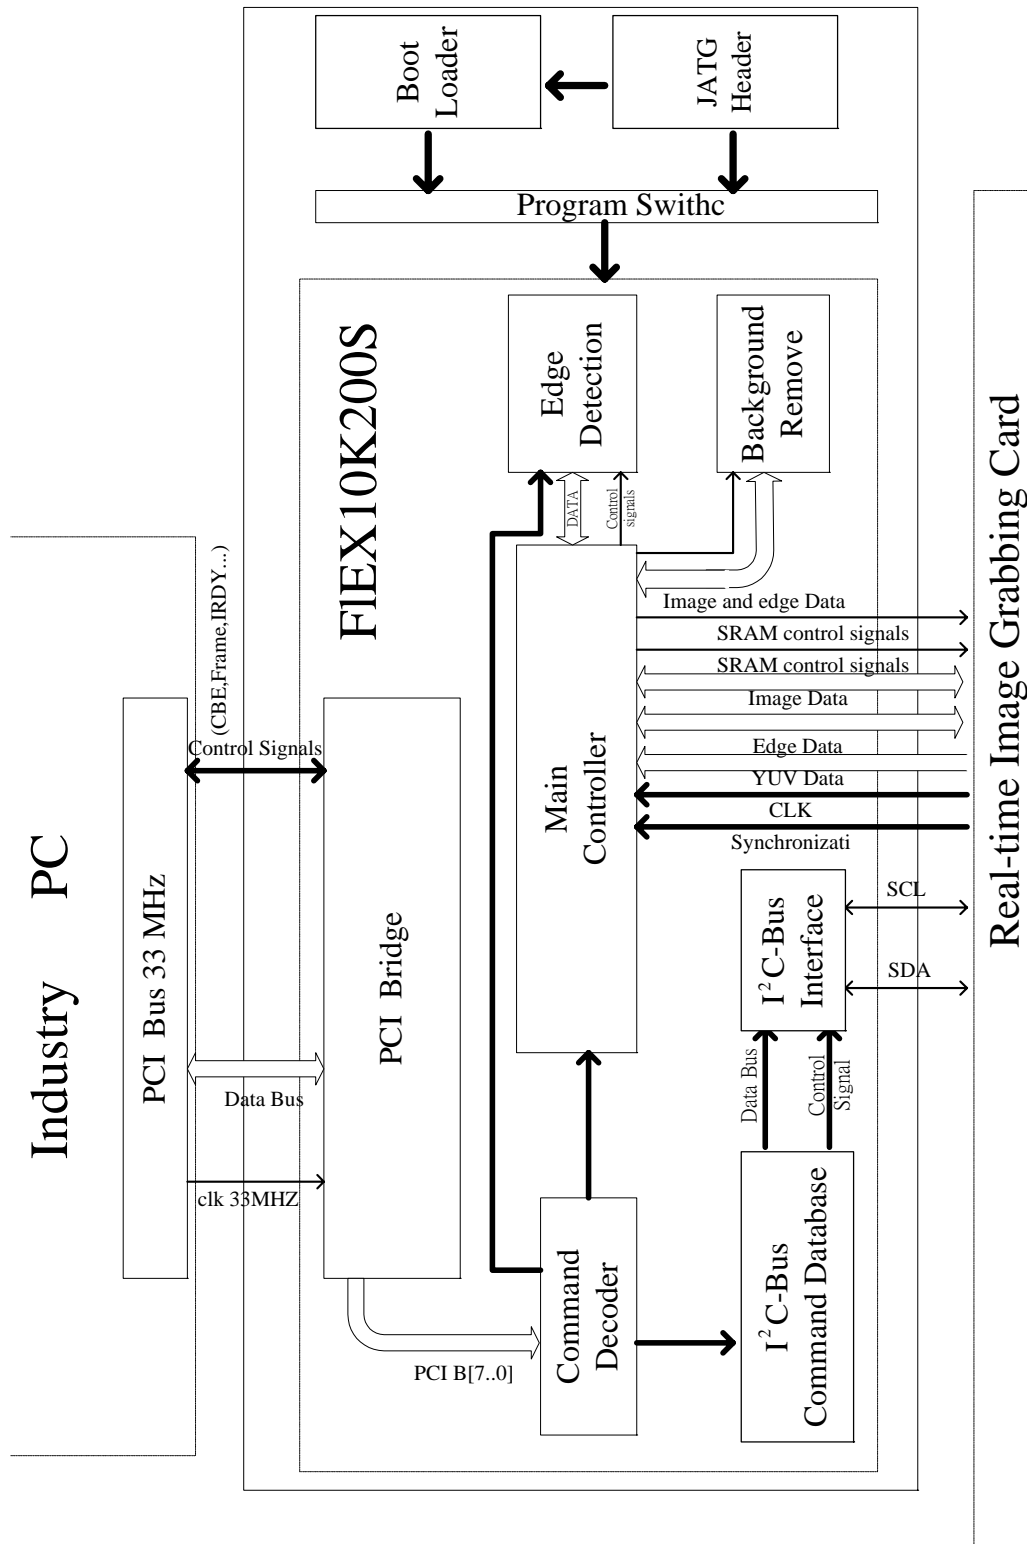 Boot
Loader
JATG
Header
Program Swithc
FlEX10K200S
Edge
Detection
Background
Remove
DATA
Control
signals
Industry PC
PCI Bus 33 MHz
(CBE,Frame,IRDY...)
Control Signals
Data Bus
clk 33MHZ
PCI Bridge
PCI B[7..0]
Main
Controller
Image and edge Data
SRAM control signals
SRAM control signals
Image Data
Edge Data
YUV Data
CLK
Synchronizati
Real-time Image Grabbing Card
SCL
SDA
I²C-Bus
Interface
Data Bus
Control
Signal
Command
Decoder
I²C-Bus
Command Database